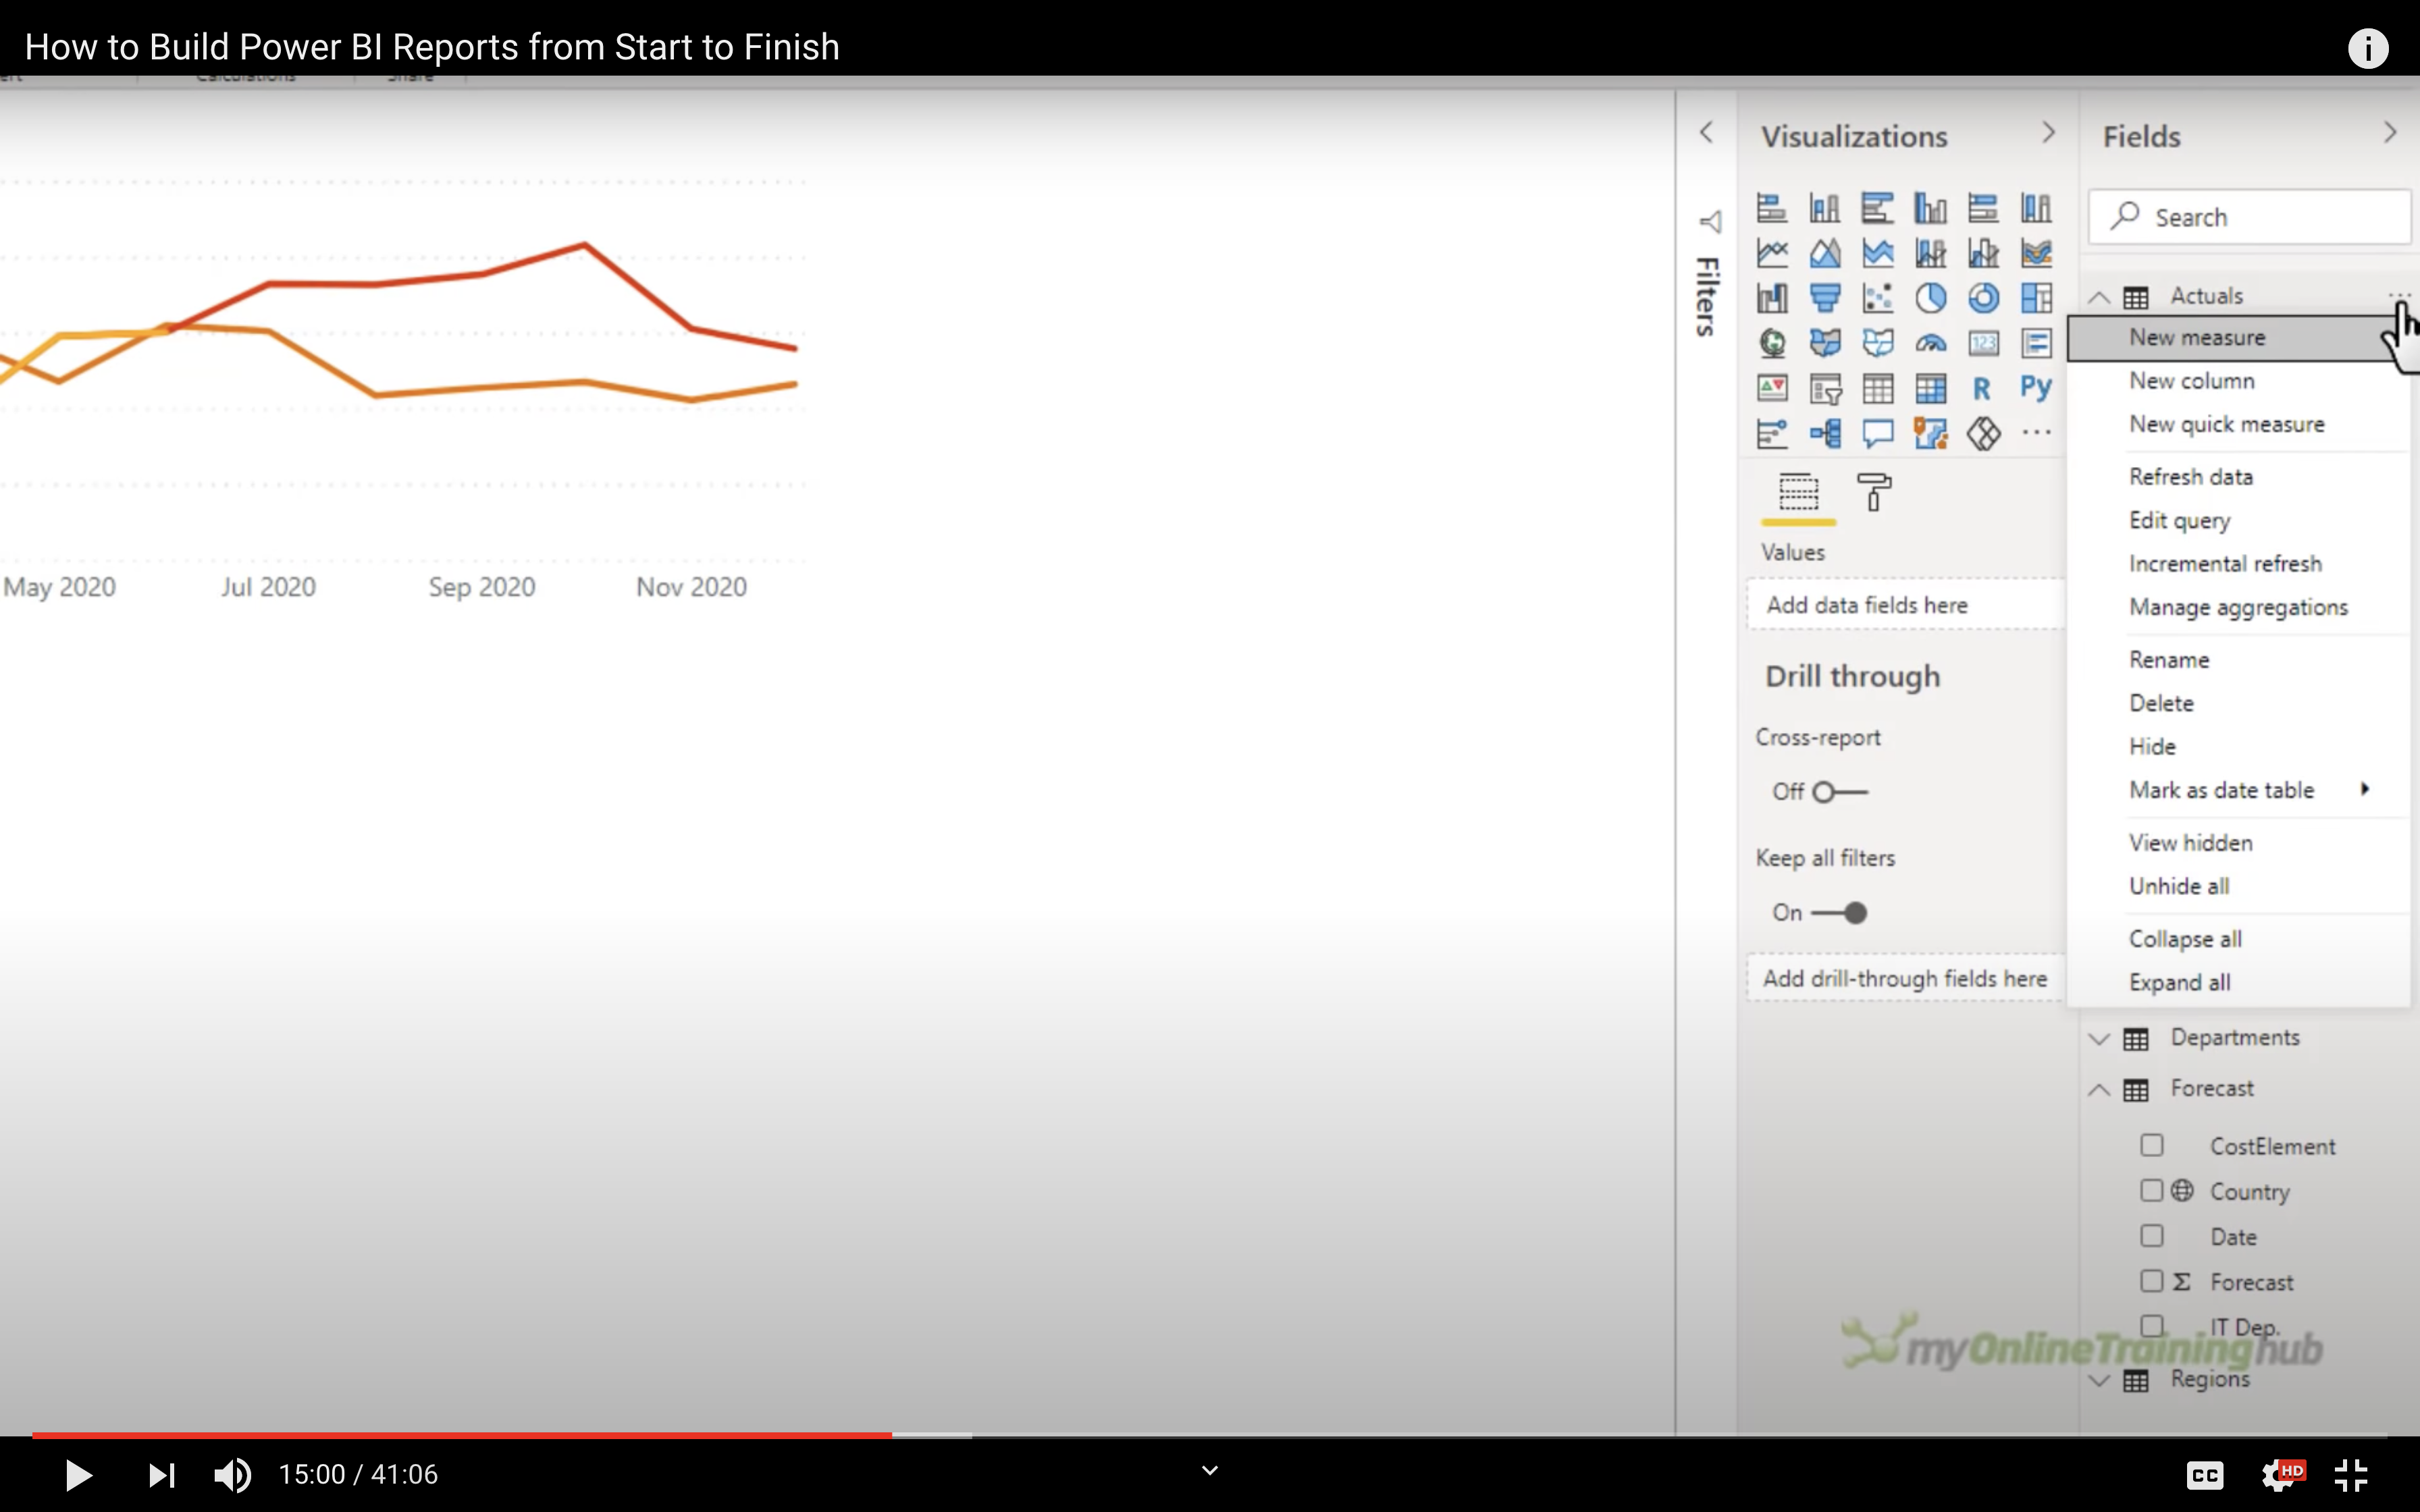 How to Build Power BI Reports from Start to Finish
i
Calculations
Share
May 2020
Jul 2020
Sep 2020
Nov 2020
Filters
Visualizations
123
R
Py
Values
Add data fields here
Drill through
Cross-report
Off
Keep all filters
On
Add drill-through fields here
Fields
Search
Actuals
New measure
New column
New quick measure
Refresh data
Edit query
Incremental refresh
Manage aggregations
Rename
Delete
Hide
Mark as date table
View hidden
Unhide all
Collapse all
Expand all
Departments
Forecast
CostElement
Country
Date
Σ Forecast
IT Dep.
myOnlineTraininghub
Regions
15:00 / 41:06
CC
HD